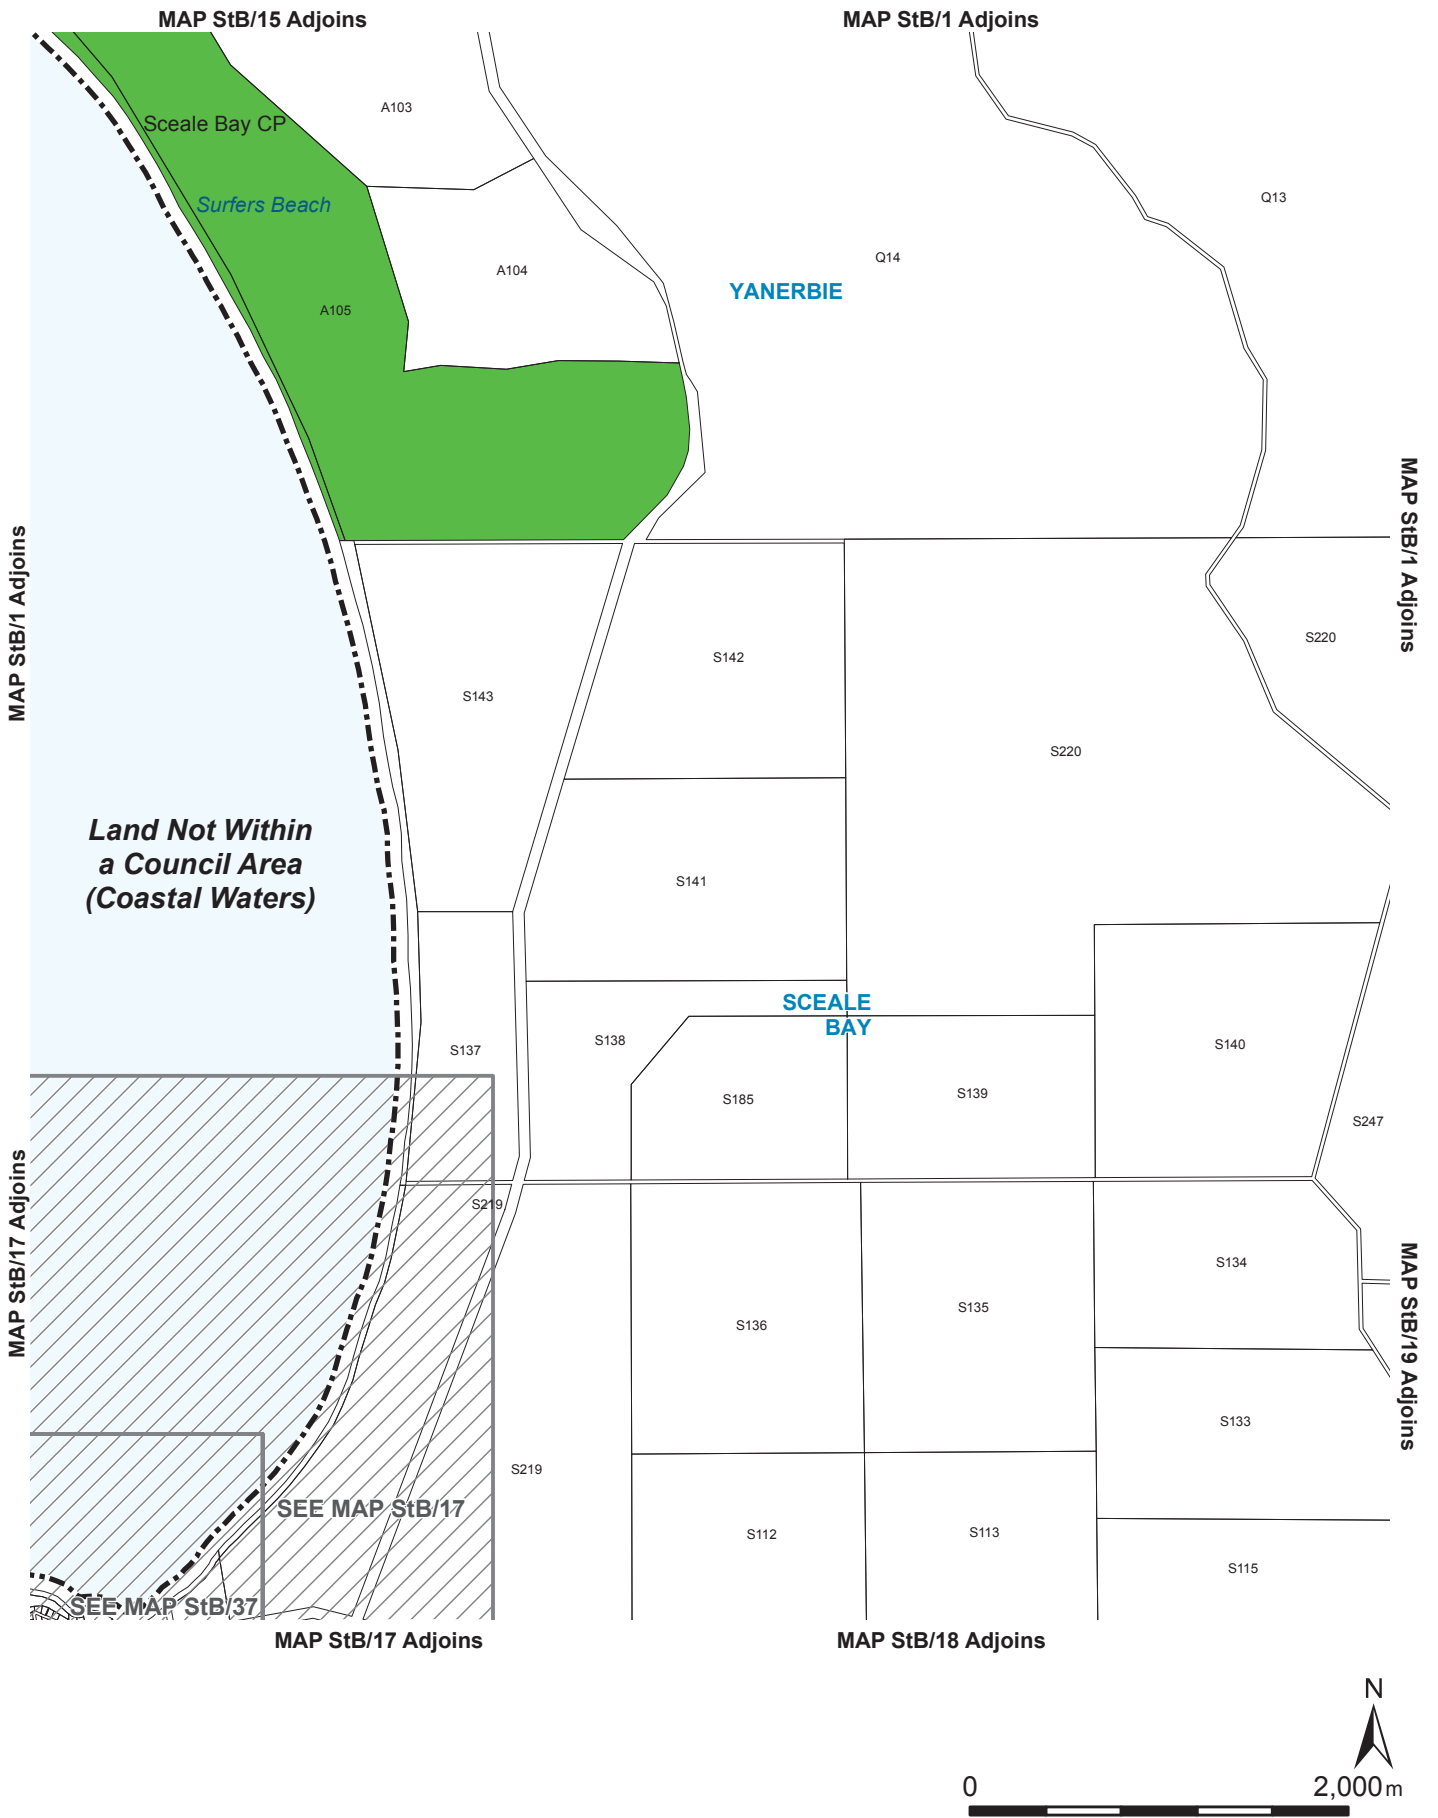 MAP StB/15 Adjoins
MAP StB/1 Adjoins
A103
Sceale Bay CP
Surfers Beach
Q13
Q14
A104
YANERBIE
A105
MAP StB/1 Adjoins
MAP StB/1 Adjoins
S220
S142
S143
S220
Land Not Within
a Council Area
(Coastal Waters)
S141
SCEALE
BAY
S138
S137
S140
S185
S139
S247
MAP StB/17 Adjoins
S219
MAP StB/19 Adjoins
S134
S135
S136
S133
S219
SEE MAP StB/17
S112
S113
S115
SEE MAP StB/37
MAP StB/17 Adjoins
MAP StB/18 Adjoins
N
0
2,000 m